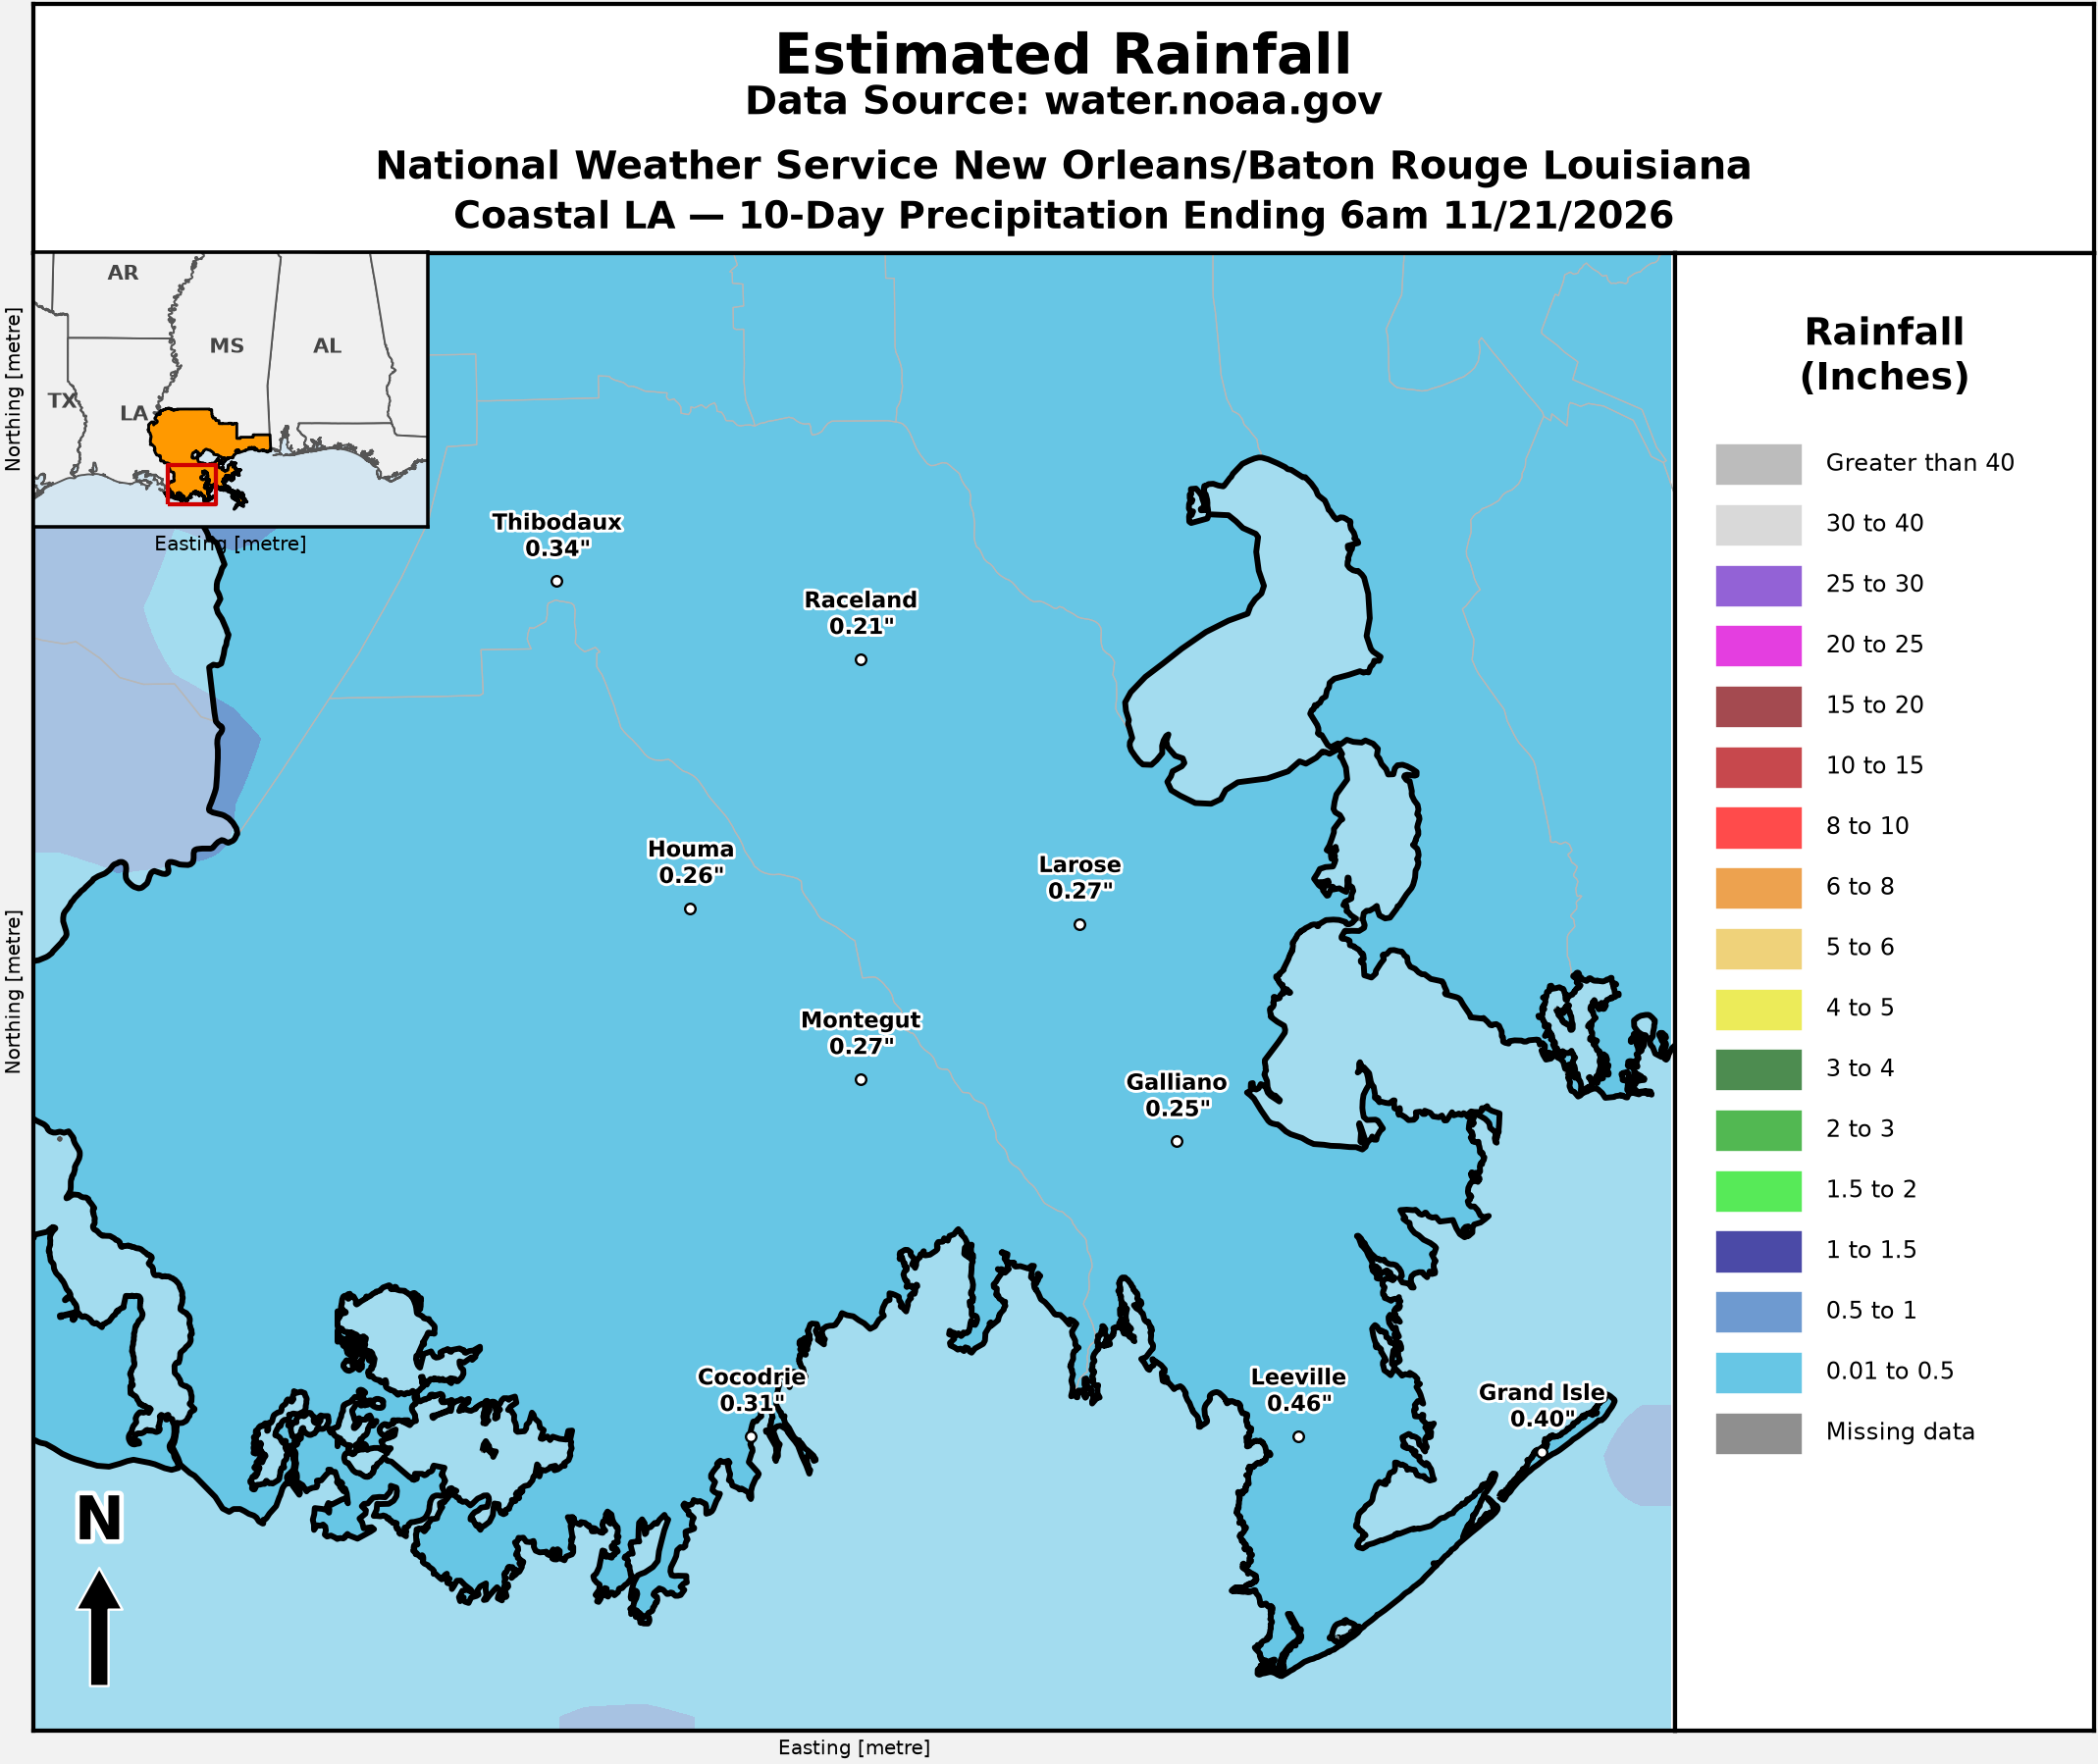 Estimated Rainfall
Data Source: water.noaa.gov
National Weather Service New Orleans/Baton Rouge Louisiana
Coastal LA — 10-Day Precipitation Ending 6am 11/21/2026
Northing [metre]
AR
MS
AL
TX
LA
Easting [metre]
Thibodaux
0.34"
Raceland
0.21"
Houma
0.26"
Larose
0.27"
Northing [metre]
Montegut
0.27"
Galliano
0.25"
Cocodrie
0.31"
Leeville
0.46"
Grand Isle
0.40"
N
Easting [metre]
Rainfall
(Inches)
Greater than 40
30 to 40
25 to 30
20 to 25
15 to 20
10 to 15
8 to 10
6 to 8
5 to 6
4 to 5
3 to 4
2 to 3
1.5 to 2
1 to 1.5
0.5 to 1
0.01 to 0.5
Missing data